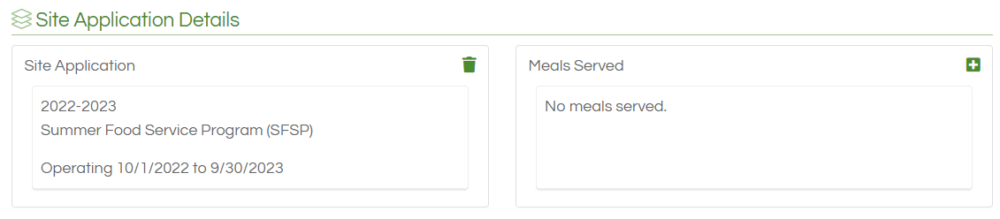 Site Application Details
Site Application
2022-2023
Summer Food Service Program (SFSP)
Operating 10/1/2022 to 9/30/2023
Meals Served
No meals served.